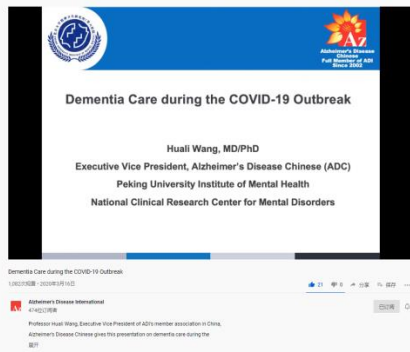 Az
Alzheimer's Disease
Chinese
Full Member of ADI
Since 2002
Dementia Care during the COVID-19 Outbreak
Huali Wang, MD/PhD
Executive Vice President, Alzheimer's Disease Chinese (ADC)
Peking University Institute of Mental Health
National Clinical Research Center for Mental Disorders
Dementia Care during the COVID-19 Outbreak
21
0
分享
保存
Alzheimer's Disease International
Professor Huali Wang, Executive Vice President of ADI's member association in China,
Alzheimer's Disease Chinese gives this presentation on dementia care during the
展开